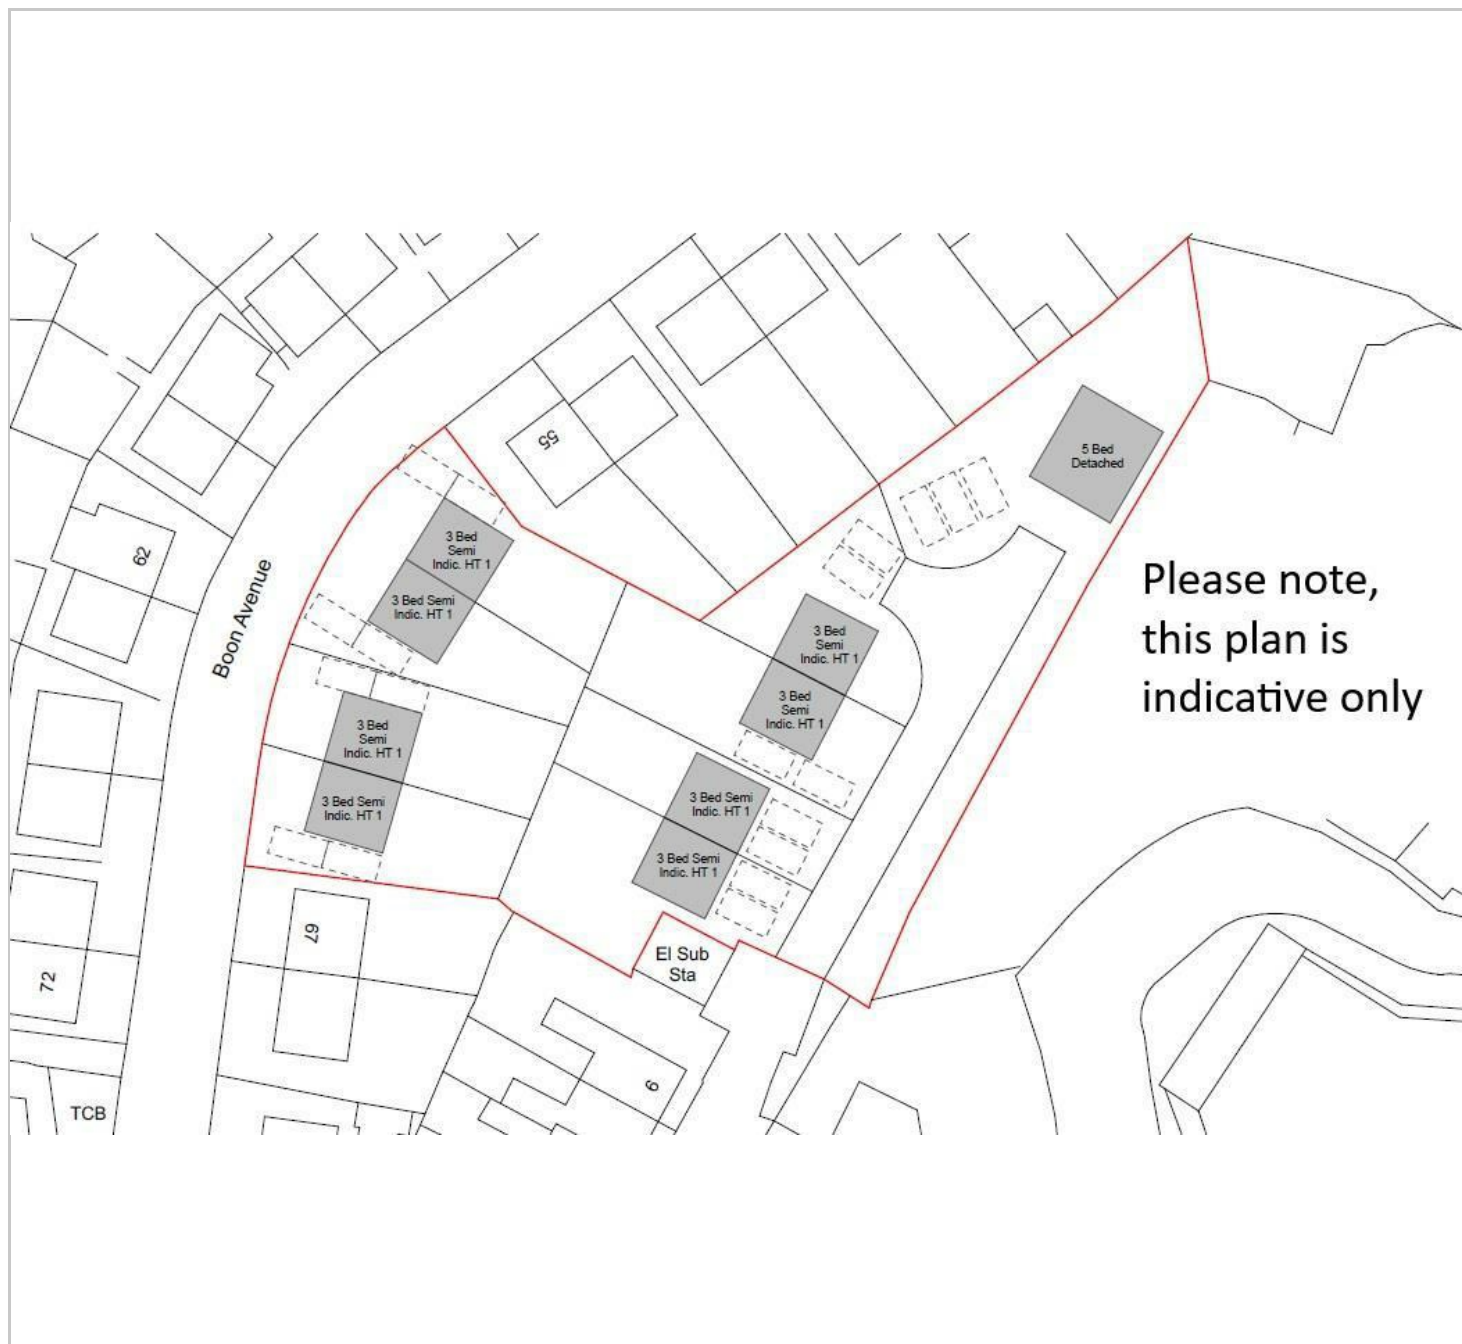 55
5 Bed
Detached
62
Boon Avenue
3 Bed
Semi
Indic. HT 1
3 Bed Semi
Indic. HT 1
3 Bed
Semi
Indic. HT 1
3 Bed Semi
Indic. HT 1
3 Bed
Semi
Indic. HT 1
3 Bed
Semi
Indic. HT 1
3 Bed Semi
Indic. HT 1
3 Bed Semi
Indic. HT 1
Please note,
this plan is
indicative only
67
72
El Sub
Sta
TCB